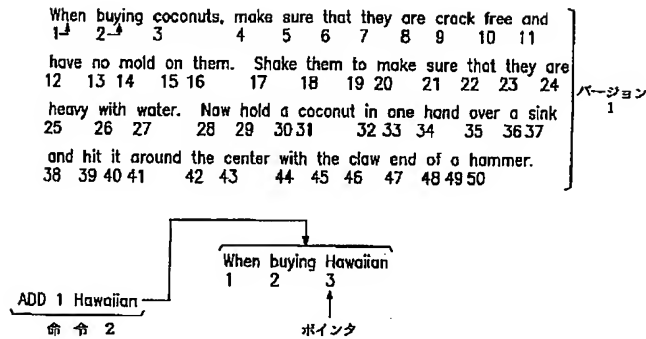 When buying coconuts, make sure that they are crack free and
1 2 3 4 5 6 7 8 9 10 11
have no mold on them. Shake them to make sure that they are
12 13 14 15 16 17 18 19 20 21 22 23 24
heavy with water. Now hold a coconut in one hand over a sink
25 26 27 28 29 30 31 32 33 34 35 36 37
and hit it around the center with the claw end of a hammer.
38 39 40 41 42 43 44 45 46 47 48 49 50
バージョン
1
When buying Hawaiian
1 2 3
ADD 1 Hawaiian
命令 2
ポインタ